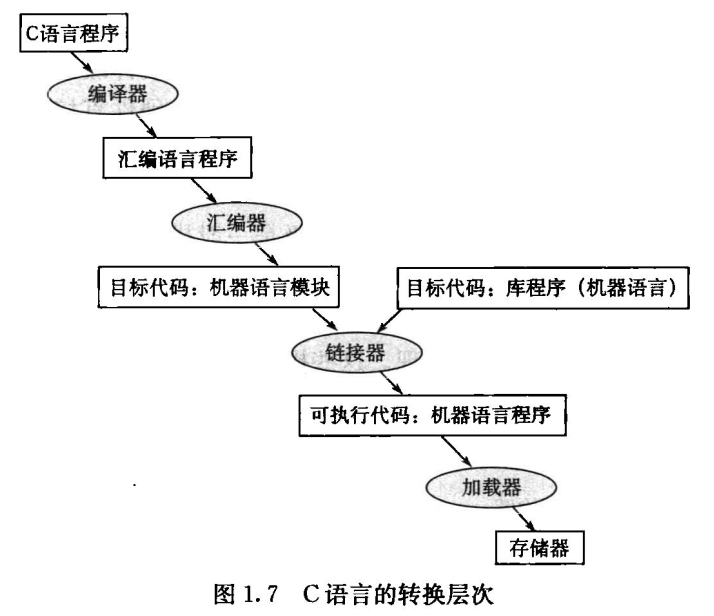 C语言程序
编译器
汇编语言程序
汇编器
目标代码：机器语言模块
目标代码：库程序（机器语言）
链接器
可执行代码：机器语言程序
加载器
存储器
图 1.7 C 语言的转换层次